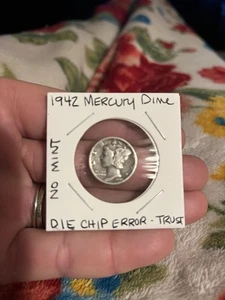 1942 MERCURY DIME
NO MINT
DIE CHIP ERROR - TRUST